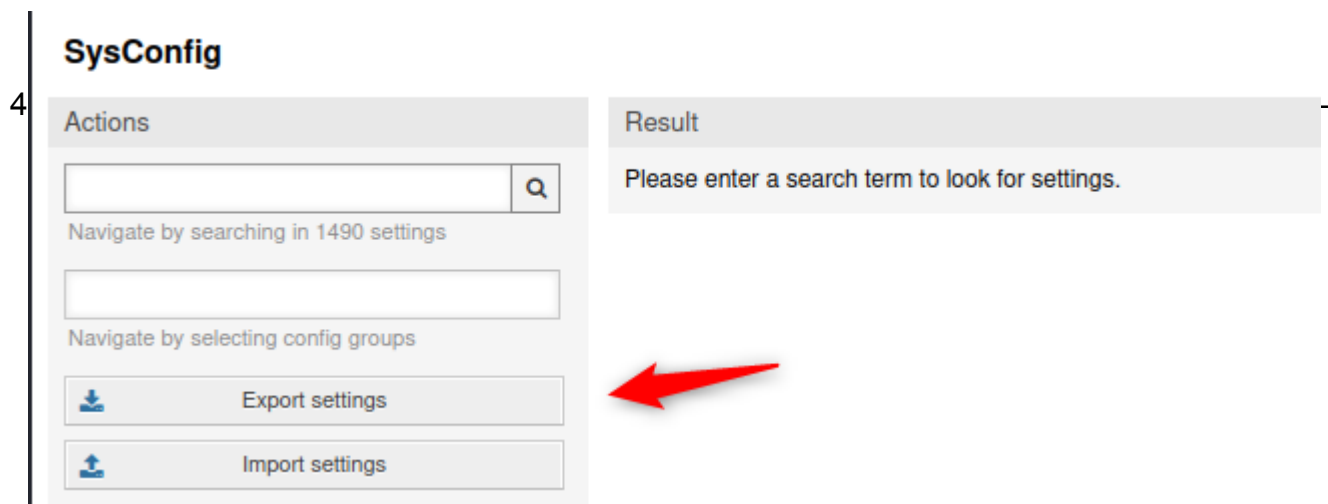 SysConfig
4
Actions
Navigate by searching in 1490 settings
Navigate by selecting config groups
Export settings
Import settings
Result
Please enter a search term to look for settings.